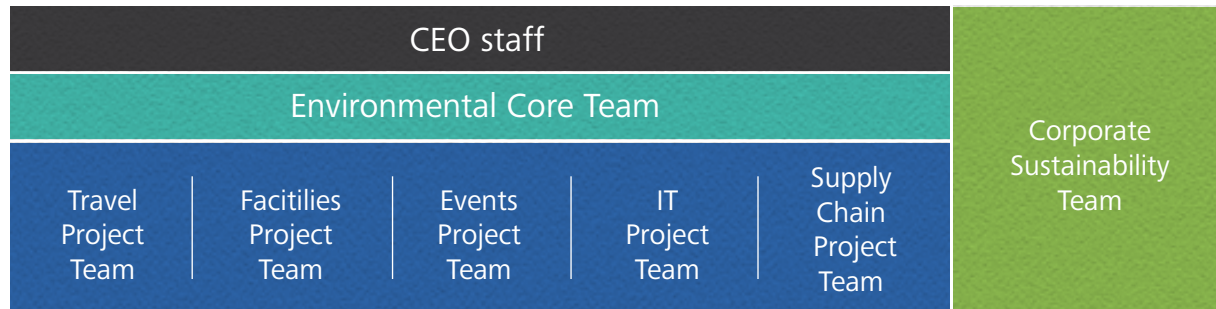 CEO staff
Environmental Core Team
Travel
Project
Team
Facitilies
Project
Team
Events
Project
Team
IT
Project
Team
Supply
Chain
Project
Team
Corporate
Sustainability
Team